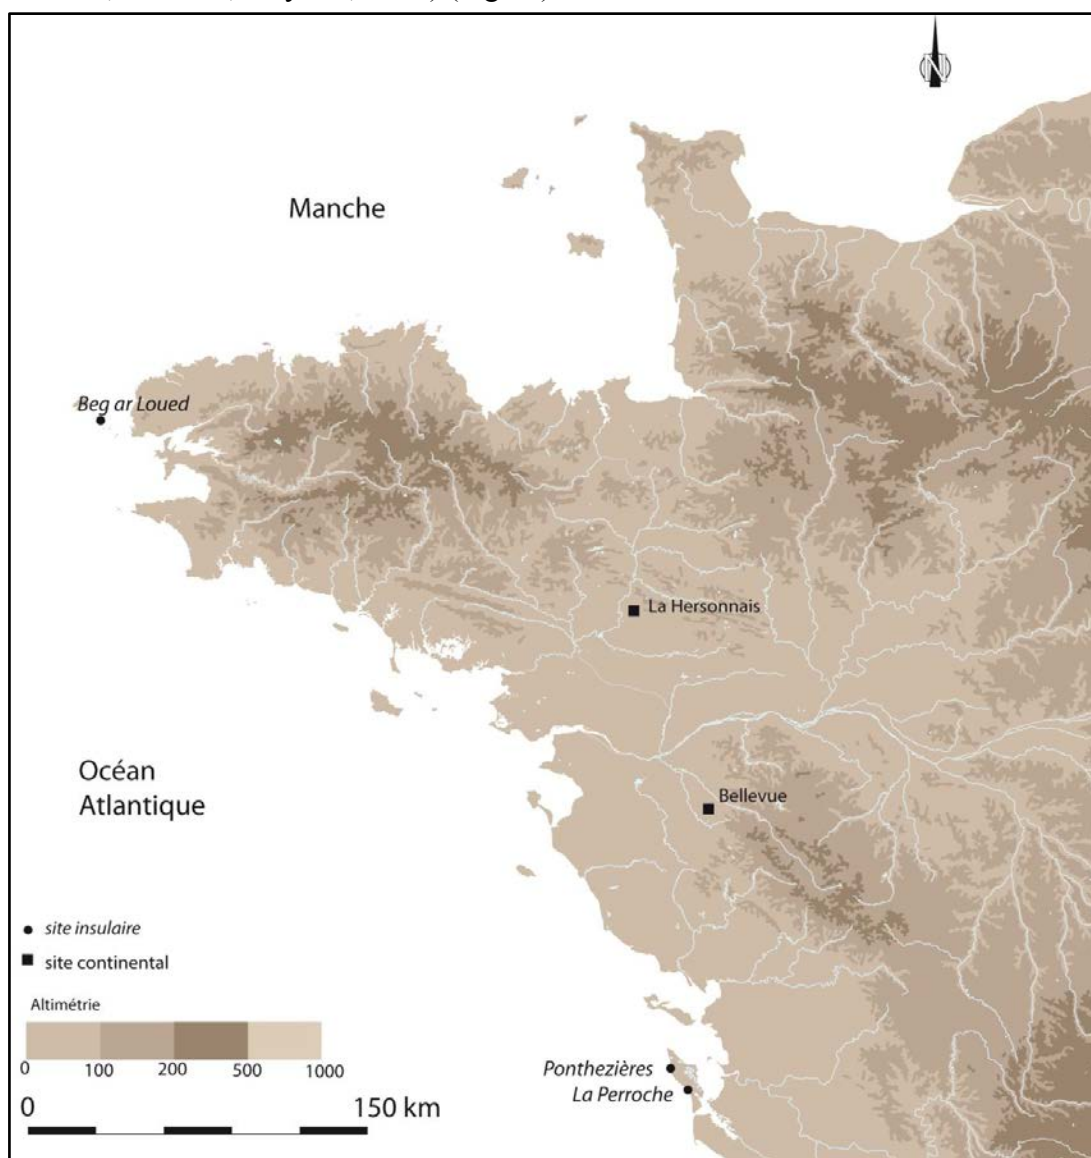 N
Manche
Beg ar Loued
La Hersonnais
Océan
Atlantique
Bellevue
site insulaire
site continental
Altimétrie
0 100 200 500 1000
Ponthezières
La Perroche
0 150 km